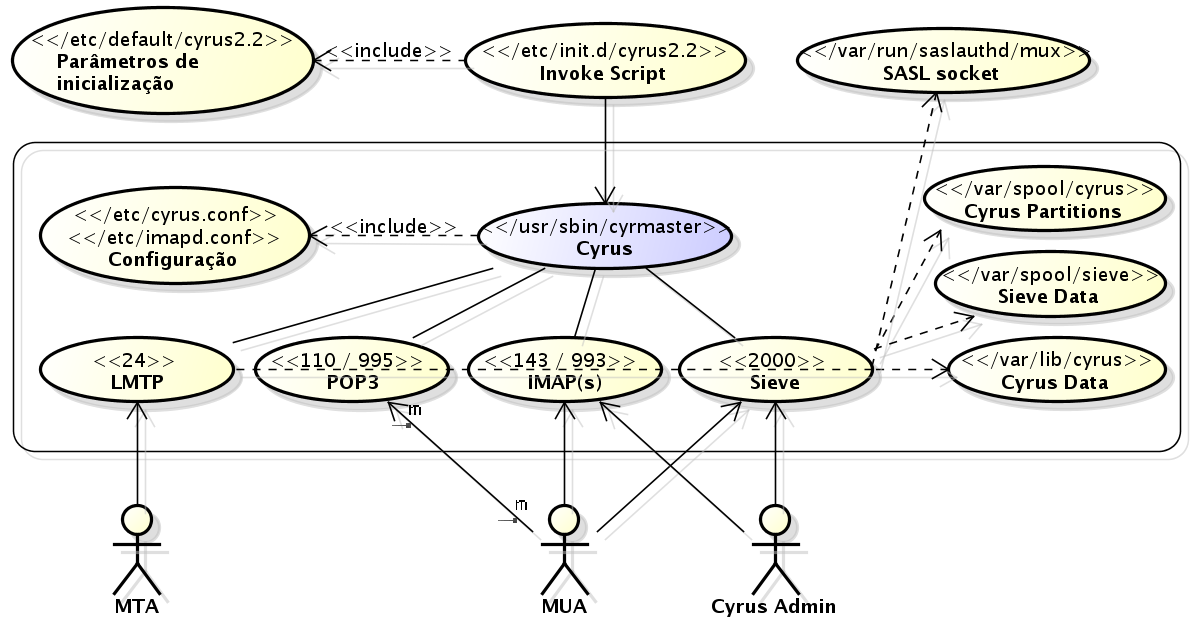 <</etc/default/cyrus2.2>>
Parâmetros de
inicialização
<<include>>
<</etc/init.d/cyrus2.2>>
Invoke Script
<</var/run/saslauthd/mux>>
SASL socket
<</etc/cyrus.conf>>
<</etc/imapd.conf>>
Configuração
<<include>>
<</usr/sbin/cyrmaster>>
Cyrus
<</var/spool/cyrus>>
Cyrus Partitions
<</var/spool/sieve>>
Sieve Data
<<24>>
LMTP
<<110 / 995>>
POP3
<<143 / 993>>
IMAP(s)
<<2000>>
Sieve
<</var/lib/cyrus>>
Cyrus Data
m
m
MTA
MUA
Cyrus Admin